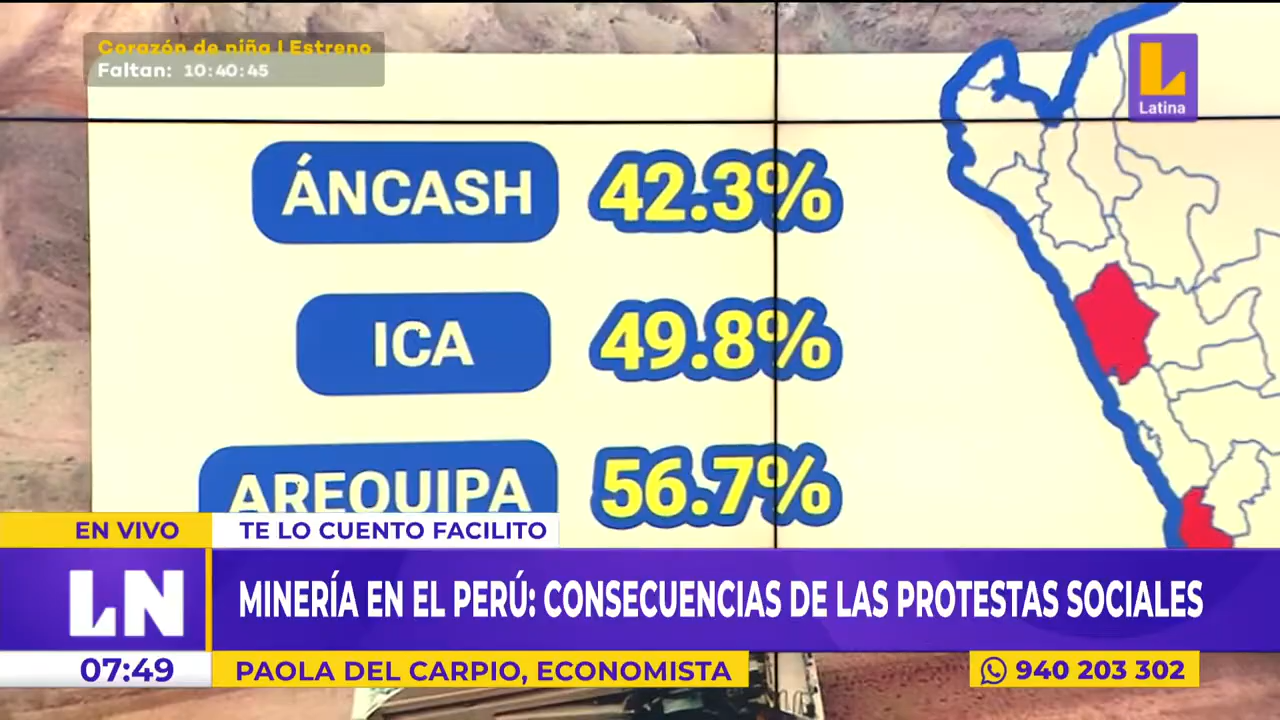 Corazón de niña | Estreno
Faltan: 10:40:45
Latina
ÁNCASH 42.3%
ICA 49.8%
AREQUIPA 56.7%
EN VIVO TE LO CUENTO FACILITO
LN MINERÍA EN EL PERÚ: CONSECUENCIAS DE LAS PROTESTAS SOCIALES
07:49 PAOLA DEL CARPIO, ECONOMISTA 940 203 302